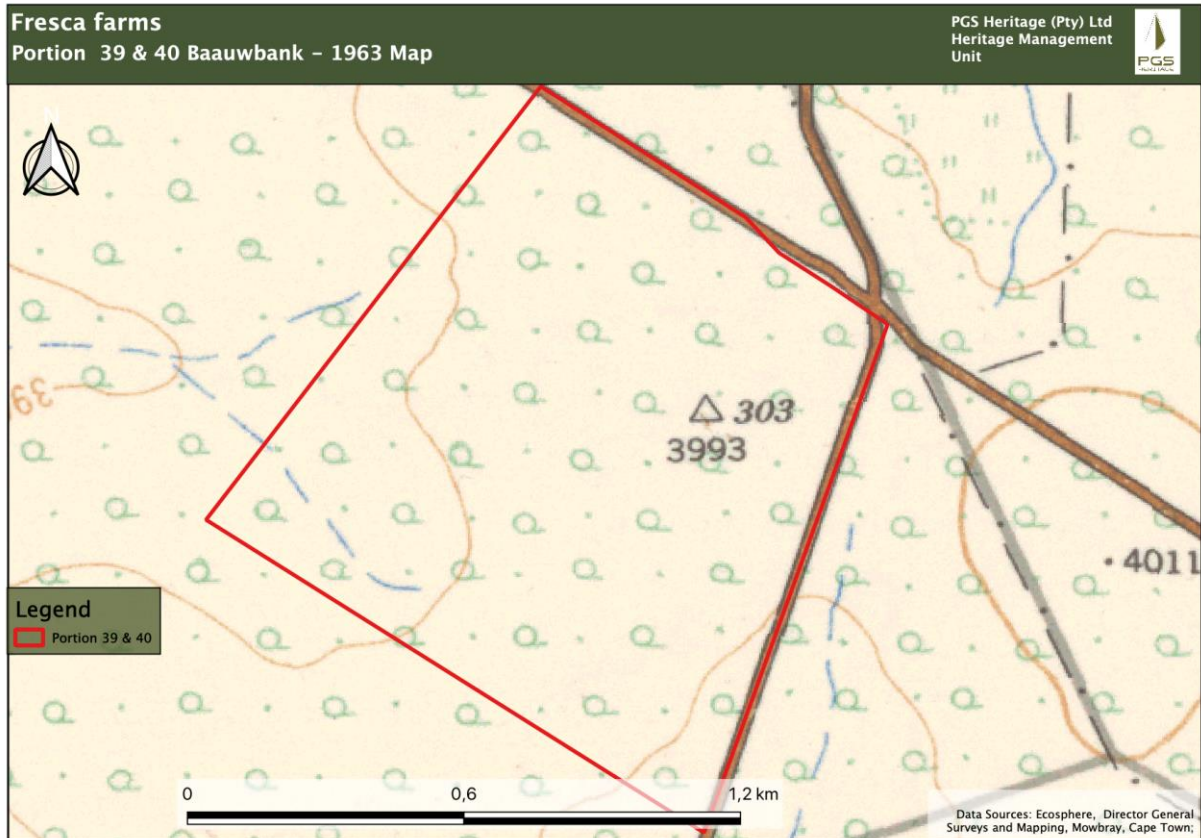 Fresca farms
Portion 39 & 40 Baauwbank – 1963 Map
PGS Heritage (Pty) Ltd
Heritage Management
Unit
PGS
HERITAGE
N
39
303
3993
4011
Legend
Portion 39 & 40
0
0,6
1,2 km
Data Sources: Ecosphere, Director General
Surveys and Mapping, Mowbray, Cape Town: